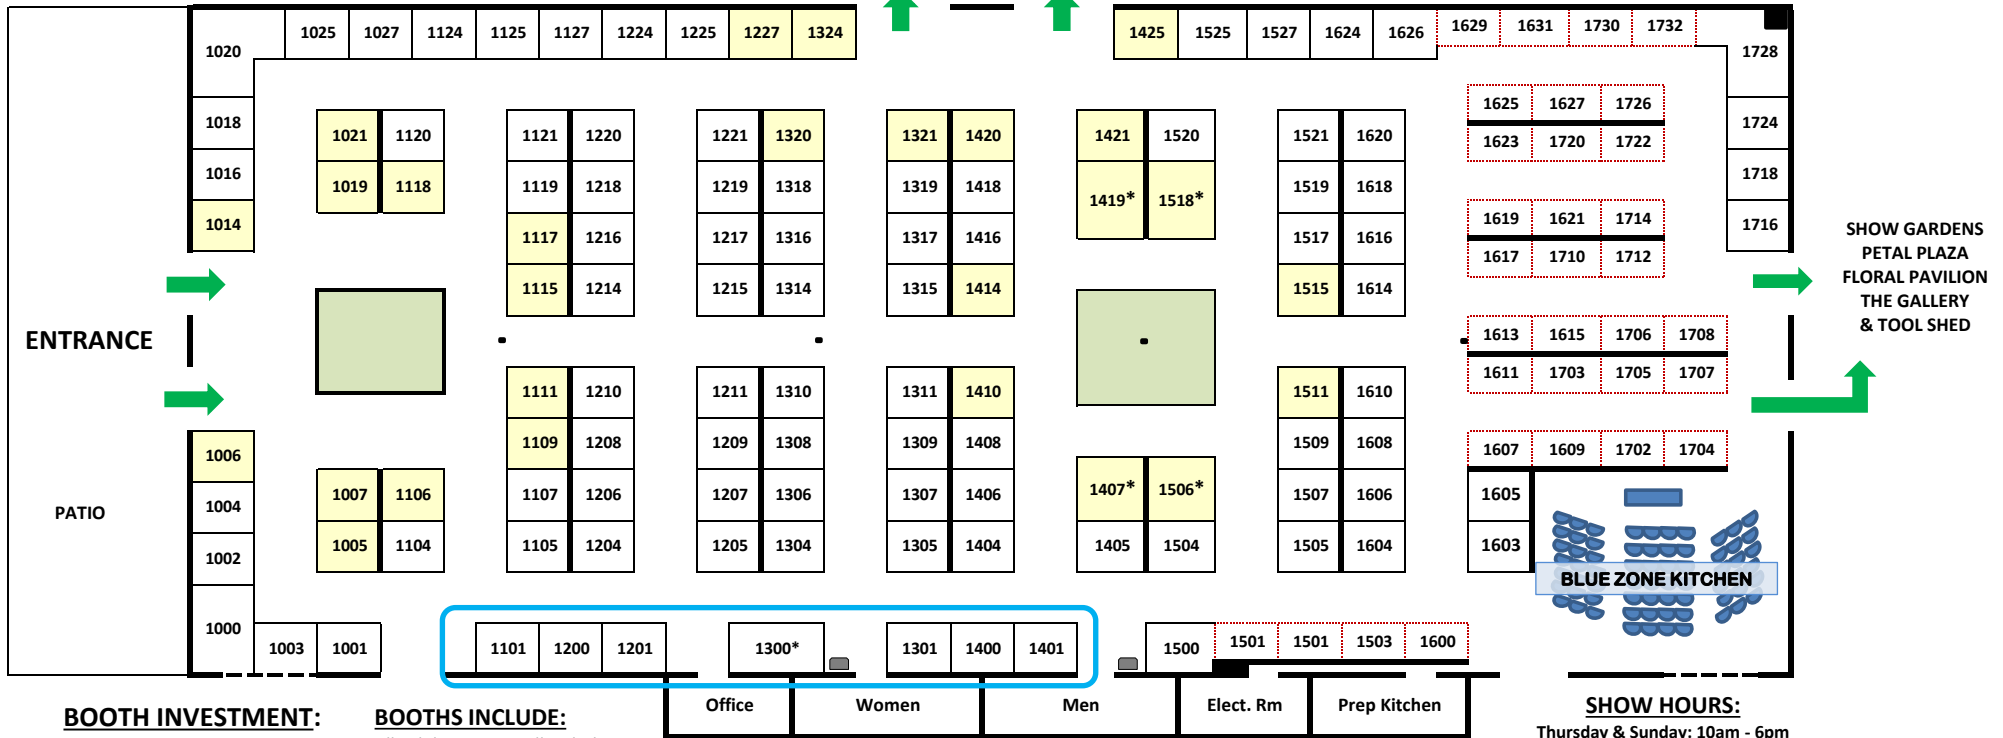 1025 1027 1124 1125 1127 1224 1225 1227 1324 1425 1525 1527 1624 1626 1629 1631 1730 1732
1020 1728
1625 1627 1726
1018 1021 1120 1121 1220 1221 1320 1321 1420 1421 1520 1521 1620 1623 1720 1722 1724
1016 1019 1118 1119 1218 1219 1318 1319 1418 1419* 1518* 1519 1618 1718
1014 1117 1216 1217 1316 1317 1416 1517 1616 1619 1621 1714 1716
1617 1710 1712
1115 1214 1215 1314 1315 1414 1515 1614
SHOW GARDENS
PETAL PLAZA
FLORAL PAVILION
THE GALLERY
& TOOL SHED
ENTRANCE
1613 1615 1706 1708
1611 1703 1705 1707
1111 1210 1211 1310 1311 1410 1511 1610
1006 1109 1208 1209 1308 1309 1408 1509 1608 1607 1609 1702 1704
1004 1007 1106 1107 1206 1207 1306 1307 1406 1407* 1506* 1507 1606 1605
PATIO
1002 1005 1104 1105 1204 1205 1304 1305 1404 1405 1504 1505 1604 1603
BLUE ZONE KITCHEN
1000
1003 1001 1101 1200 1201 1300* 1301 1400 1401 1500 1501 1501 1503 1600
Office Women Men Elect. Rm Prep Kitchen
BOOTH INVESTMENT: BOOTHS INCLUDE: SHOW HOURS:
Thursday & Sunday: 10am - 6pm